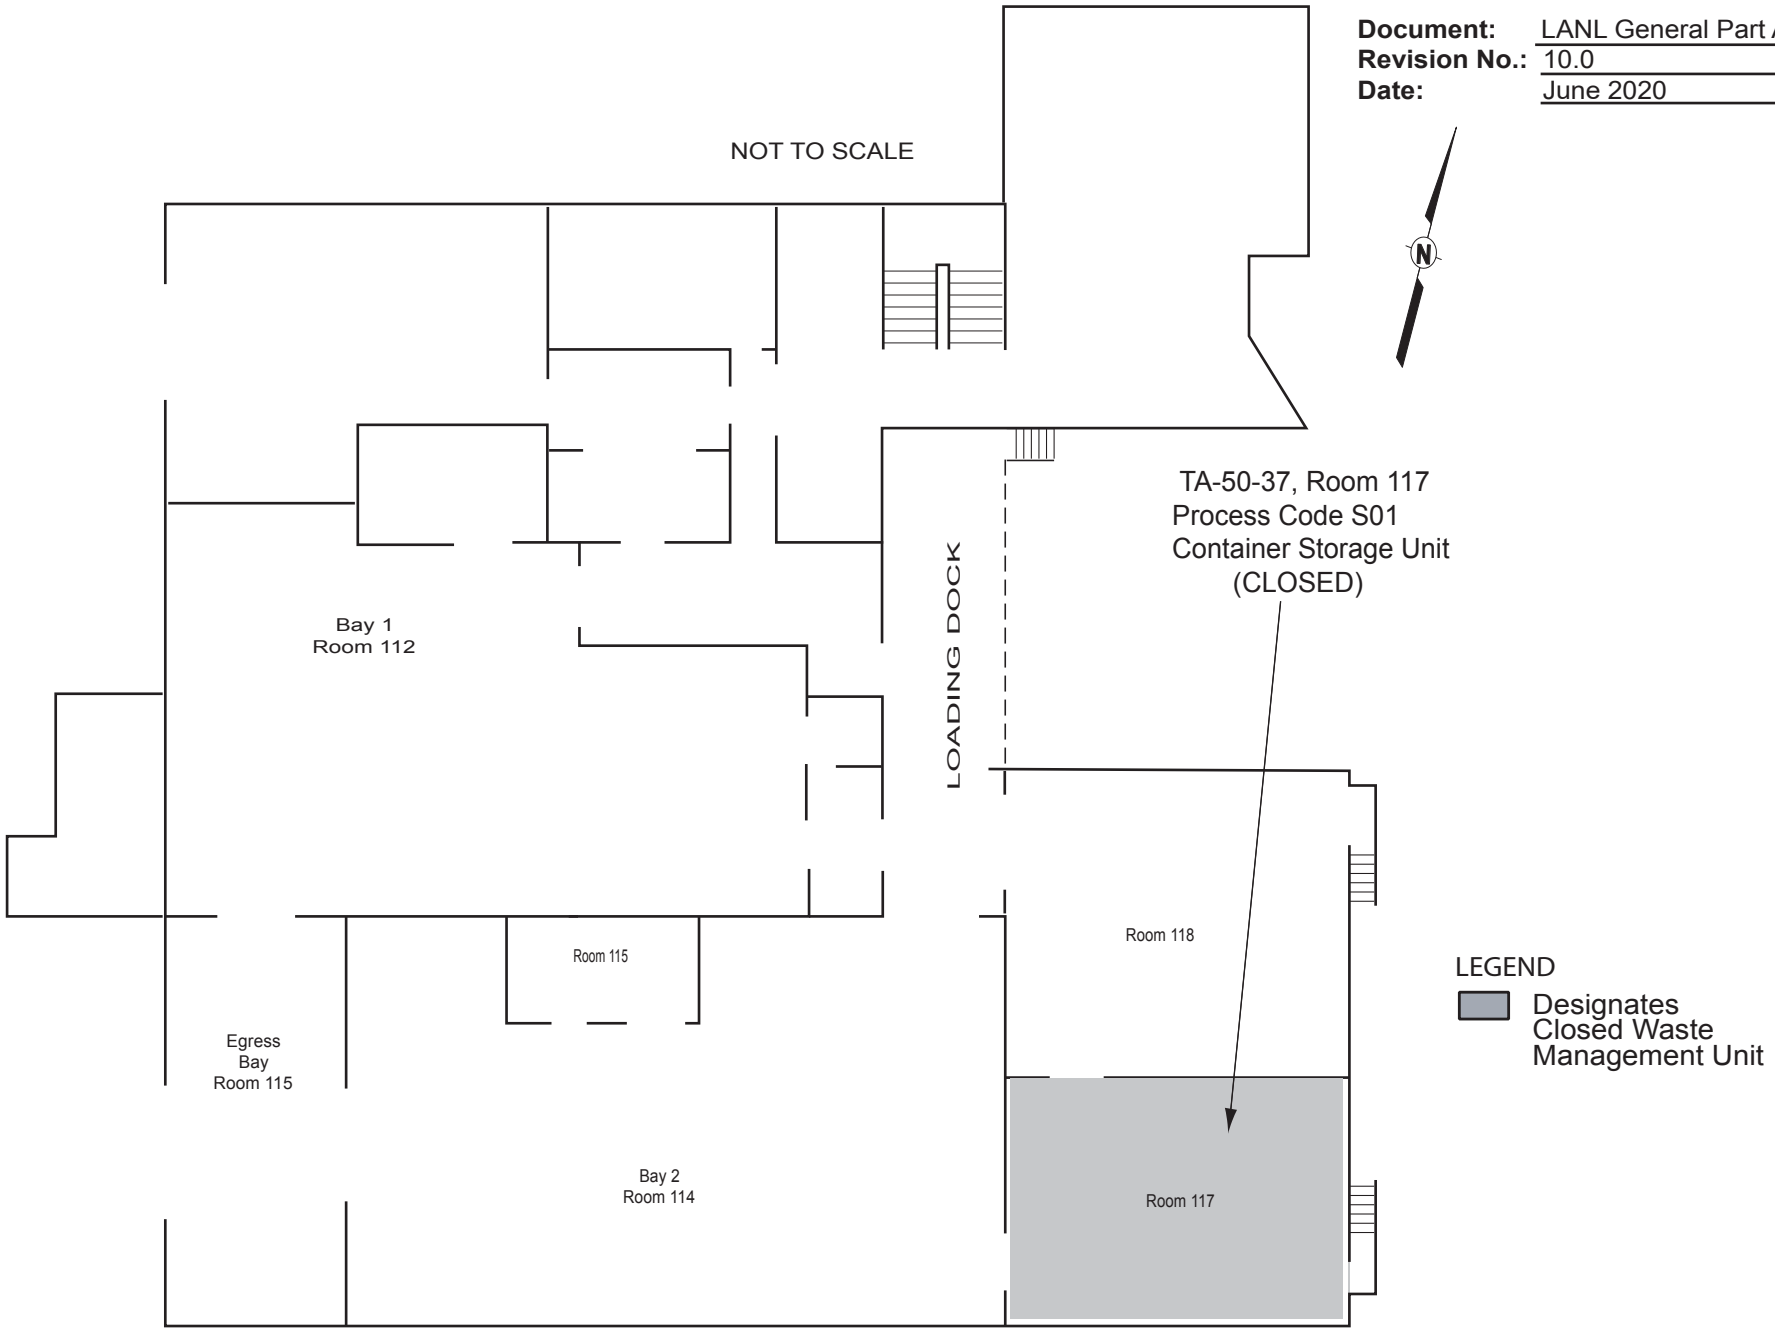 Document: LANL General Part A
Revision No.: 10.0
Date: June 2020
NOT TO SCALE
N
TA-50-37, Room 117
Process Code S01
Container Storage Unit
(CLOSED)
LOADING DOCK
Bay 1
Room 112
Room 118
Room 115
LEGEND
Designates
Closed Waste
Management Unit
Egress
Bay
Room 115
Bay 2
Room 114
Room 117